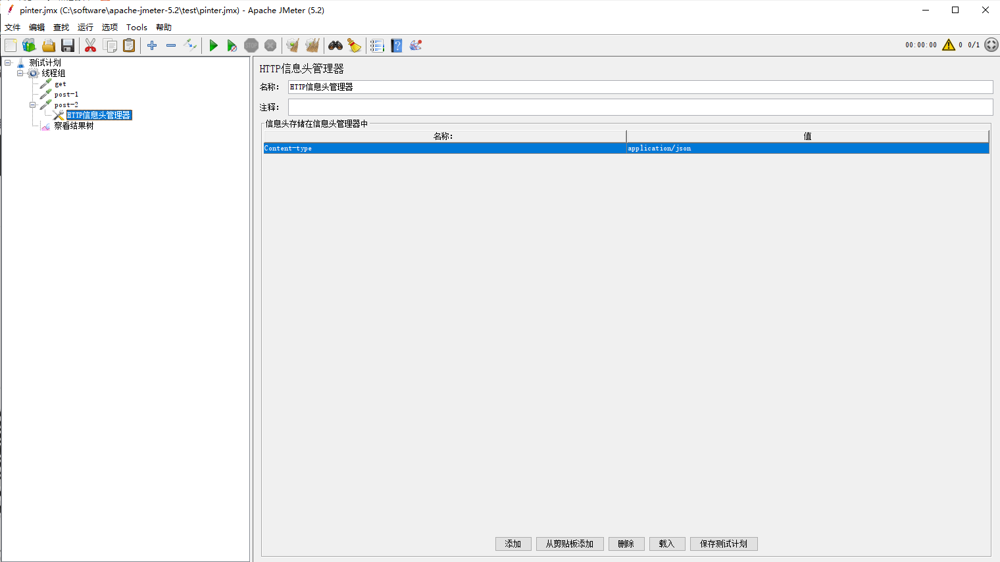 pinter.jmx (C:\software\apache-jmeter-5.2\test\pinter.jmx) - Apache JMeter (5.2)
文件 编辑 查找 运行 选项 Tools 帮助
00:00:00 0 0/1
测试计划
线程组
get
post-1
post-2
HTTP信息头管理器
察看结果树
HTTP信息头管理器
名称: HTTP信息头管理器
注释:
信息头存储在信息头管理器中
名称: 值
Content-type application/json
添加 从剪贴板添加 删除 载入 保存测试计划